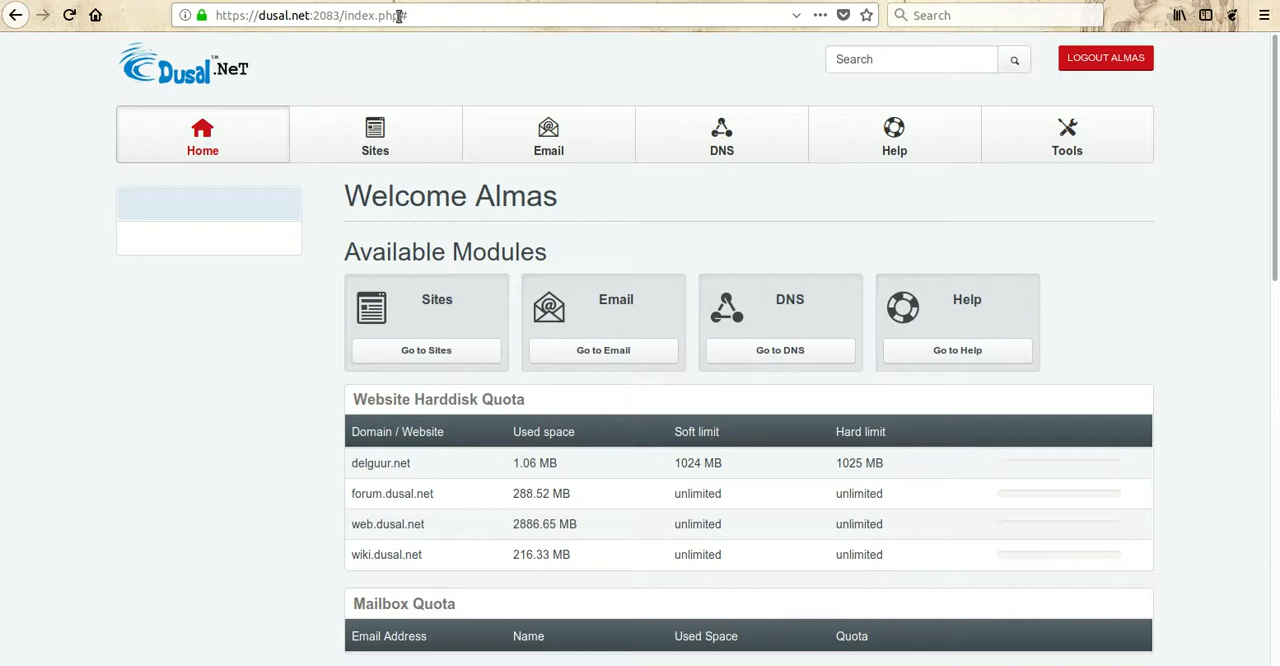 https://dusal.net:2083/index.php#
Search
Dusal.NeT
Search
LOGOUT ALMAS
Home
Sites
Email
DNS
Help
Tools
Welcome Almas
Available Modules
Sites
Go to Sites
Email
Go to Email
DNS
Go to DNS
Help
Go to Help
Website Harddisk Quota
Domain / Website Used space Soft limit Hard limit
delguur.net 1.06 MB 1024 MB 1025 MB
forum.dusal.net 288.52 MB unlimited unlimited
web.dusal.net 2886.65 MB unlimited unlimited
wiki.dusal.net 216.33 MB unlimited unlimited
Mailbox Quota
Email Address Name Used Space Quota